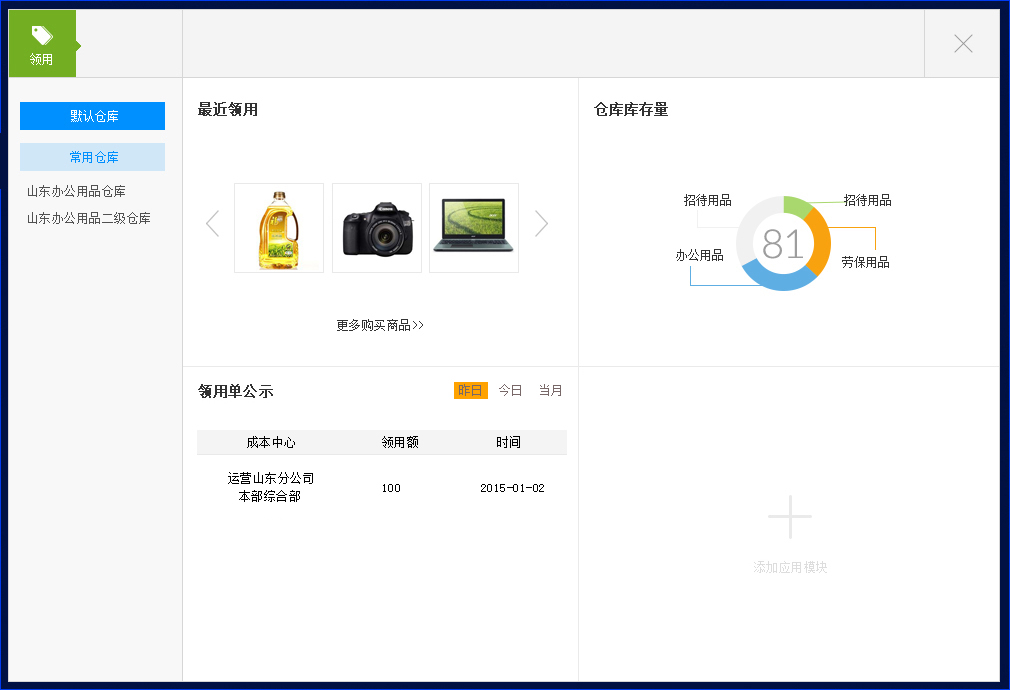 领用
默认仓库
常用仓库
山东办公用品仓库
山东办公用品二级仓库
最近领用
更多购买商品>>
仓库库存量
招待用品
招待用品
81
办公用品
劳保用品
领用单公示
昨日 今日 当月
成本中心 领用额 时间
运营山东分公司
本部综合部
100 2015-01-02
添加应用模块